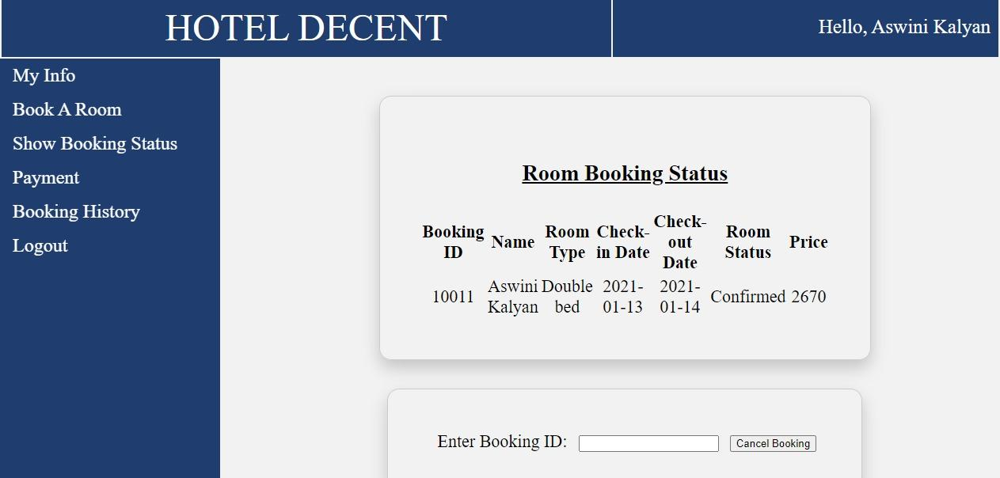 HOTEL DECENT
Hello, Aswini Kalyan
My Info
Book A Room
Show Booking Status
Payment
Booking History
Logout
Room Booking Status
Booking ID Name Room Type Check-in Date Check-out Date Room Status Price
10011 Aswini Kalyan Double bed 2021-01-13 2021-01-14 Confirmed 2670
Enter Booking ID: Cancel Booking